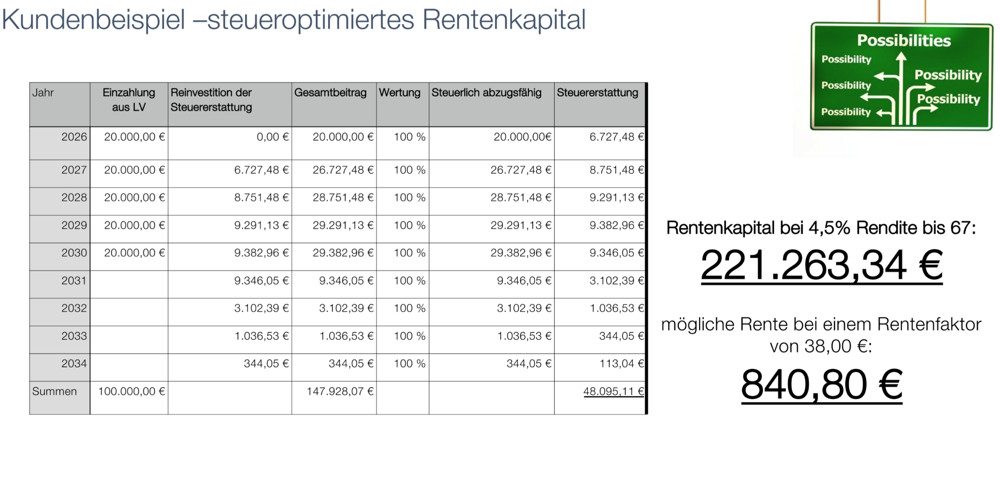 Kundenbeispiel –steueroptimiertes Rentenkapital
Possibilities
Possibility
Possibility
Possibility
Possibility
Possibility
Jahr Einzahlung aus LV Reinvestition der Steuererstattung Gesamtbeitrag Wertung Steuerlich abzugsfähig Steuererstattung
2026 20.000,00 € 0,00 € 20.000,00 € 100 % 20.000,00€ 6.727,48 €
2027 20.000,00 € 6.727,48 € 26.727,48 € 100 % 26.727,48 € 8.751,48 €
2028 20.000,00 € 8.751,48 € 28.751,48 € 100 % 28.751,48 € 9.291,13 €
2029 20.000,00 € 9.291,13 € 29.291,13 € 100 % 29.291,13 € 9.382,96 €
2030 20.000,00 € 9.382,96 € 29.382,96 € 100 % 29.382,96 € 9.346,05 €
2031 9.346,05 € 9.346,05 € 100 % 9.346,05 € 3.102,39 €
2032 3.102,39 € 3.102,39 € 100 % 3.102,39 € 1.036,53 €
2033 1.036,53 € 1.036,53 € 100 % 1.036,53 € 344,05 €
2034 344,05 € 344,05 € 100 % 344,05 € 113,04 €
Summen 100.000,00 € 147.928,07 € 48.095,11 €
Rentenkapital bei 4,5% Rendite bis 67:
221.263,34 €
mögliche Rente bei einem Rentenfaktor
von 38,00 €:
840,80 €